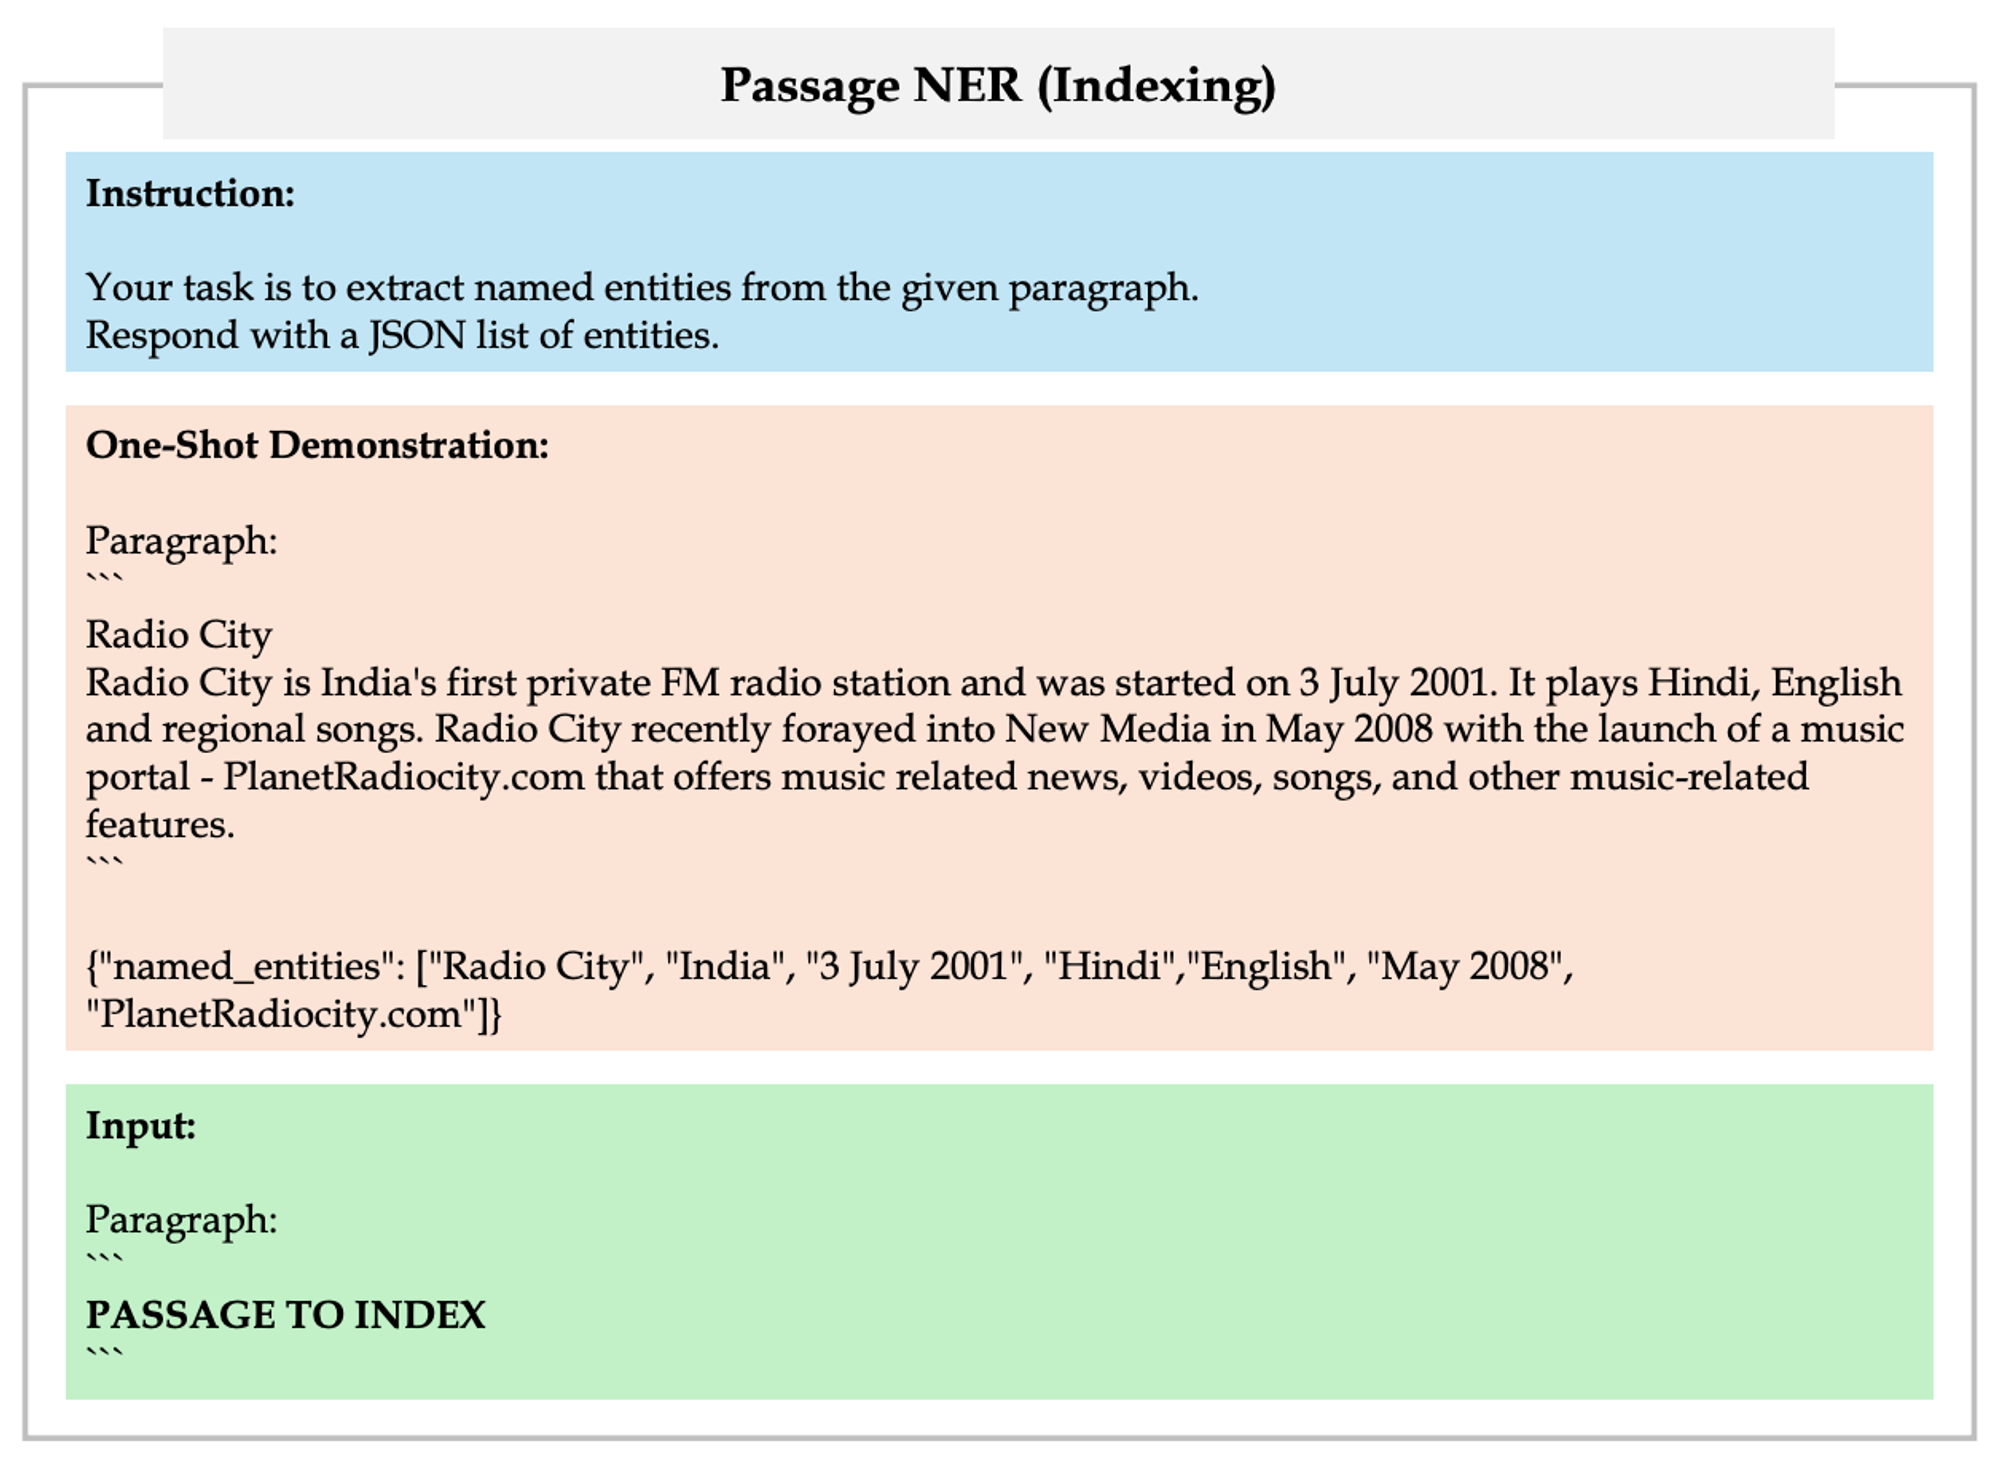 Passage NER (Indexing)
Instruction:
Your task is to extract named entities from the given paragraph.
Respond with a JSON list of entities.
One-Shot Demonstration:
Paragraph:
```
Radio City
Radio City is India's first private FM radio station and was started on 3 July 2001. It plays Hindi, English
and regional songs. Radio City recently forayed into New Media in May 2008 with the launch of a music
portal - PlanetRadiocity.com that offers music related news, videos, songs, and other music-related
features.
```
{"named_entities": ["Radio City", "India", "3 July 2001", "Hindi","English", "May 2008",
"PlanetRadiocity.com"]}
Input:
Paragraph:
```
PASSAGE TO INDEX
```